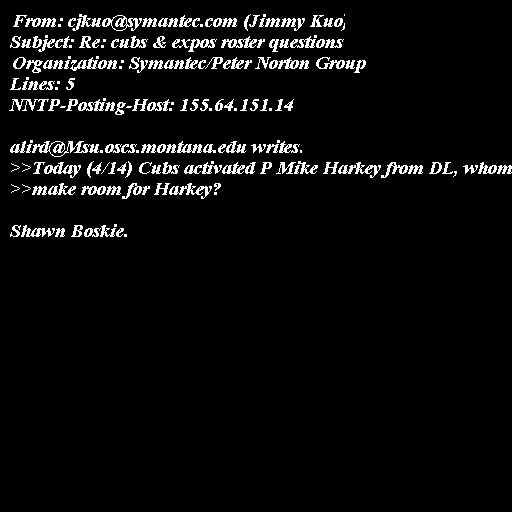 From: cjkuo@symantec.com (Jimmy Kuo)
Subject: Re: cubs & expos roster questions
Organization: Symantec/Peter Norton Group
Lines: 5
NNTP-Posting-Host: 155.64.151.14
alird@Msu.oscs.montana.edu writes.
>>Today (4/14) Cubs activated P Mike Harkey from DL, whom
>>make room for Harkey?
Shawn Boskie.